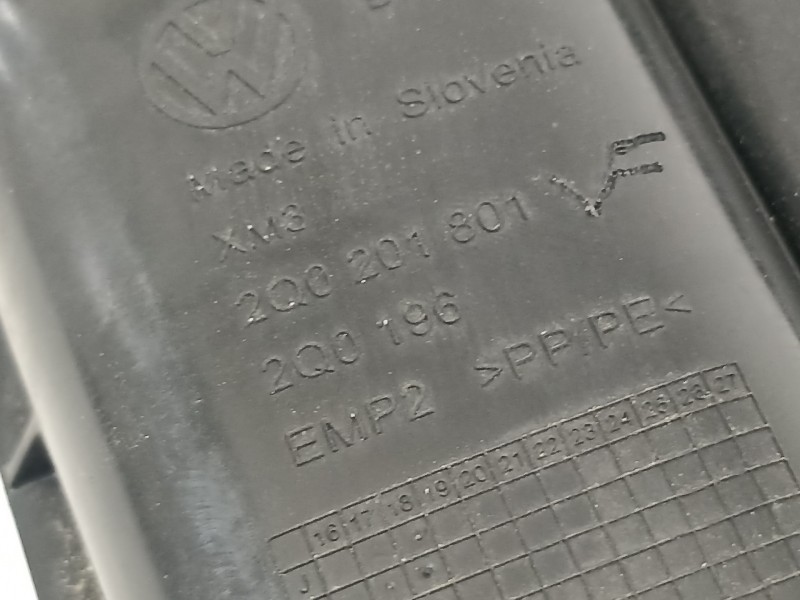 Made in Slovenia
XM3
2Q0 201 801 VF
2Q0 196
EMP2 >PP/PE<
16 17 18 19 20 21 22 23 24 25 26 27
J